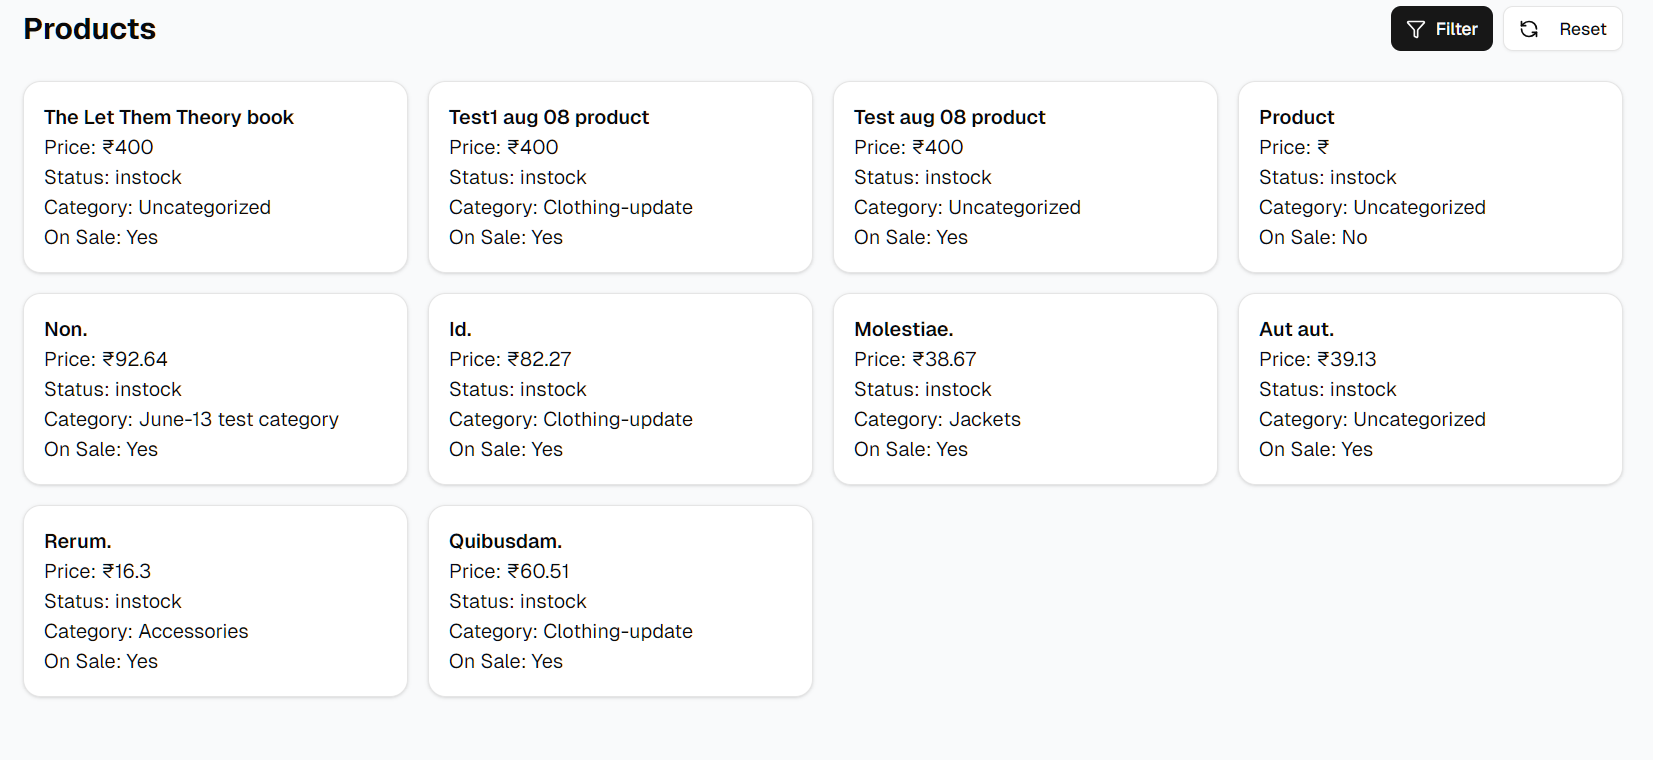 Products
Filter
Reset
The Let Them Theory book
Price: ₹400
Status: instock
Category: Uncategorized
On Sale: Yes
Test1 aug 08 product
Price: ₹400
Status: instock
Category: Clothing-update
On Sale: Yes
Test aug 08 product
Price: ₹400
Status: instock
Category: Uncategorized
On Sale: Yes
Product
Price: ₹
Status: instock
Category: Uncategorized
On Sale: No
Non.
Price: ₹92.64
Status: instock
Category: June-13 test category
On Sale: Yes
Id.
Price: ₹82.27
Status: instock
Category: Clothing-update
On Sale: Yes
Molestiae.
Price: ₹38.67
Status: instock
Category: Jackets
On Sale: Yes
Aut aut.
Price: ₹39.13
Status: instock
Category: Uncategorized
On Sale: Yes
Rerum.
Price: ₹16.3
Status: instock
Category: Accessories
On Sale: Yes
Quibusdam.
Price: ₹60.51
Status: instock
Category: Clothing-update
On Sale: Yes